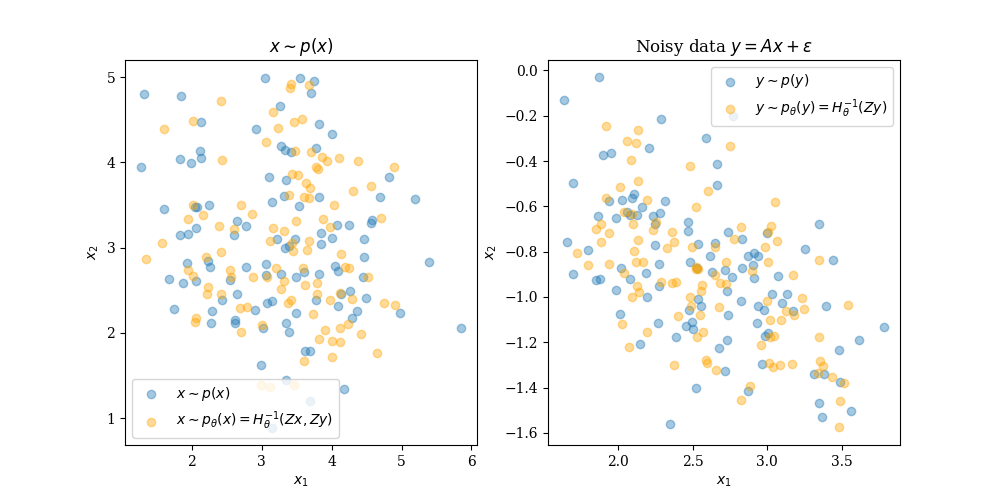 x ~ p(x)
5
4
3
2
1
x₂
x ~ p(x)
x ~ p_θ(x) = H_θ⁻¹(Zx, Zy)
2 3 4 5 6
x₁
Noisy data y = Ax + ε
0.0
−0.2
−0.4
−0.6
−0.8
−1.0
−1.2
−1.4
−1.6
x₂
y ~ p(y)
y ~ p_θ(y) = H_θ⁻¹(Zy)
2.0 2.5 3.0 3.5
x₁